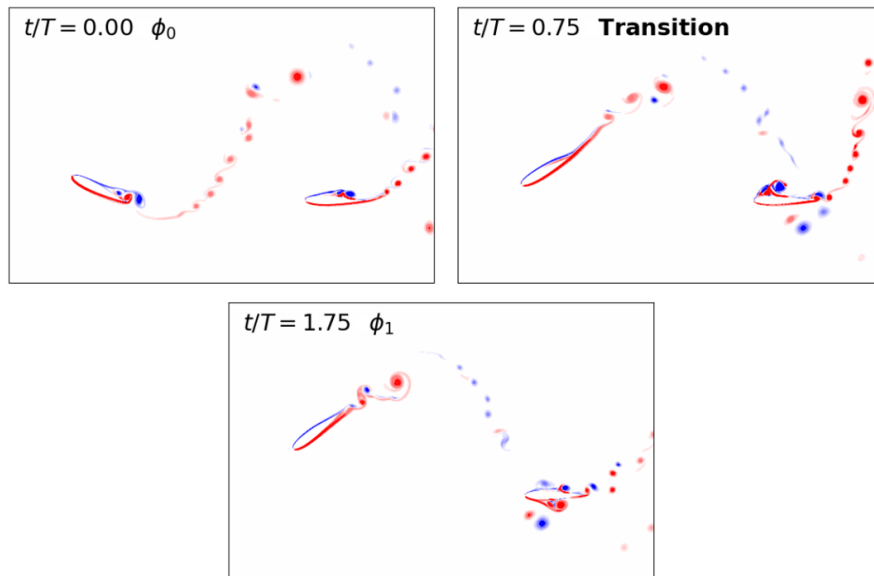 t/T = 0.00 ϕ₀
t/T = 0.75 Transition
t/T = 1.75 ϕ₁